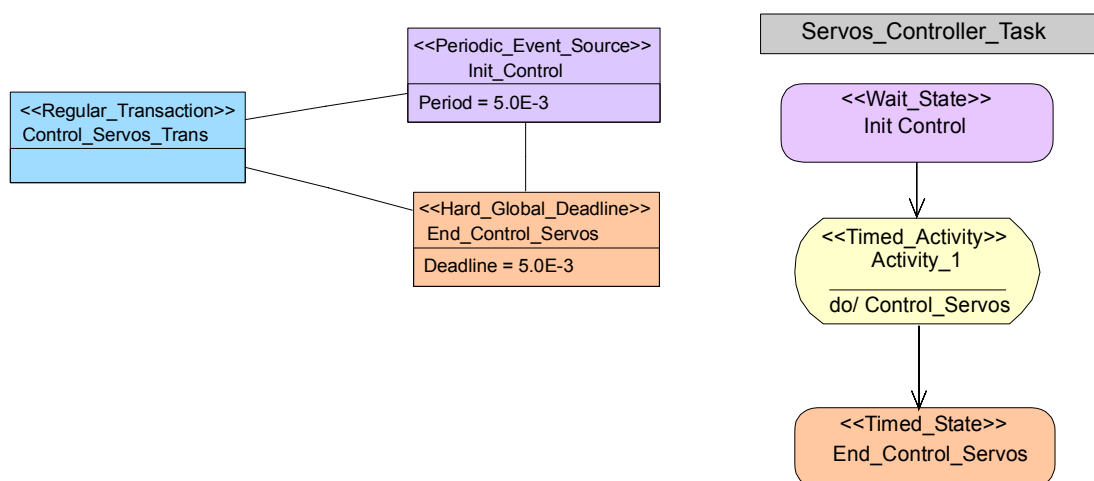 <<Regular_Transaction>>
Control_Servos_Trans
<<Periodic_Event_Source>>
Init_Control
Period = 5.0E-3
<<Hard_Global_Deadline>>
End_Control_Servos
Deadline = 5.0E-3
Servos_Controller_Task
<<Wait_State>>
Init Control
<<Timed_Activity>>
Activity_1
do/ Control_Servos
<<Timed_State>>
End_Control_Servos